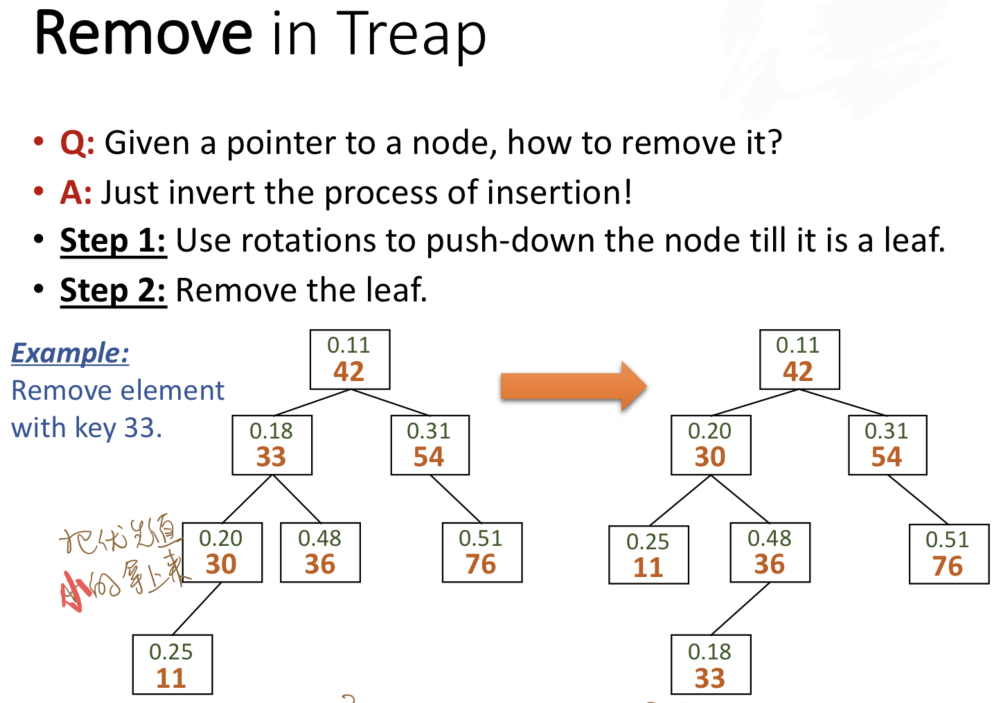 Remove in Treap
• Q: Given a pointer to a node, how to remove it?
• A: Just invert the process of insertion!
• Step 1: Use rotations to push-down the node till it is a leaf.
• Step 2: Remove the leaf.
Example:
Remove element
with key 33.
0.11
42
0.18
33
0.31
54
把优先值
小的拿上来
0.20
30
0.48
36
0.51
76
0.25
11
0.11
42
0.20
30
0.31
54
0.25
11
0.48
36
0.51
76
0.18
33